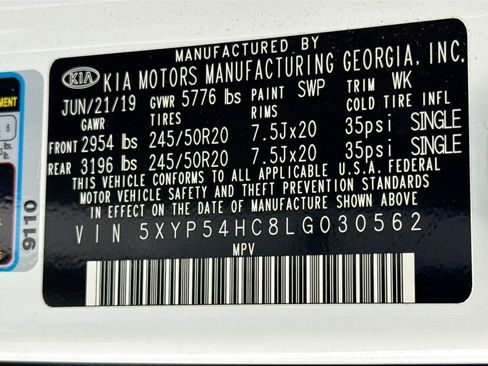 MANUFACTURED BY
KIA KIA MOTORS MANUFACTURING GEORGIA, INC.
JUN/21/19 GVWR 5776 lbs PAINT SWP TRIM WK
GAWR TIRES RIMS COLD TIRE INFL
FRONT 2954 lbs 245/50R20 7.5Jx20 35psi SINGLE
REAR 3196 lbs 245/50R20 7.5Jx20 35psi SINGLE
THIS VEHICLE CONFORMS TO ALL APPLICABLE U.S.A. FEDERAL
MOTOR VEHICLE SAFETY AND THEFT PREVENTION STANDARDS
IN EFFECT ON THE DATE OF MANUFACTURE SHOWN ABOVE
VIN 5XYP54HC8LG030562
MPV
9110